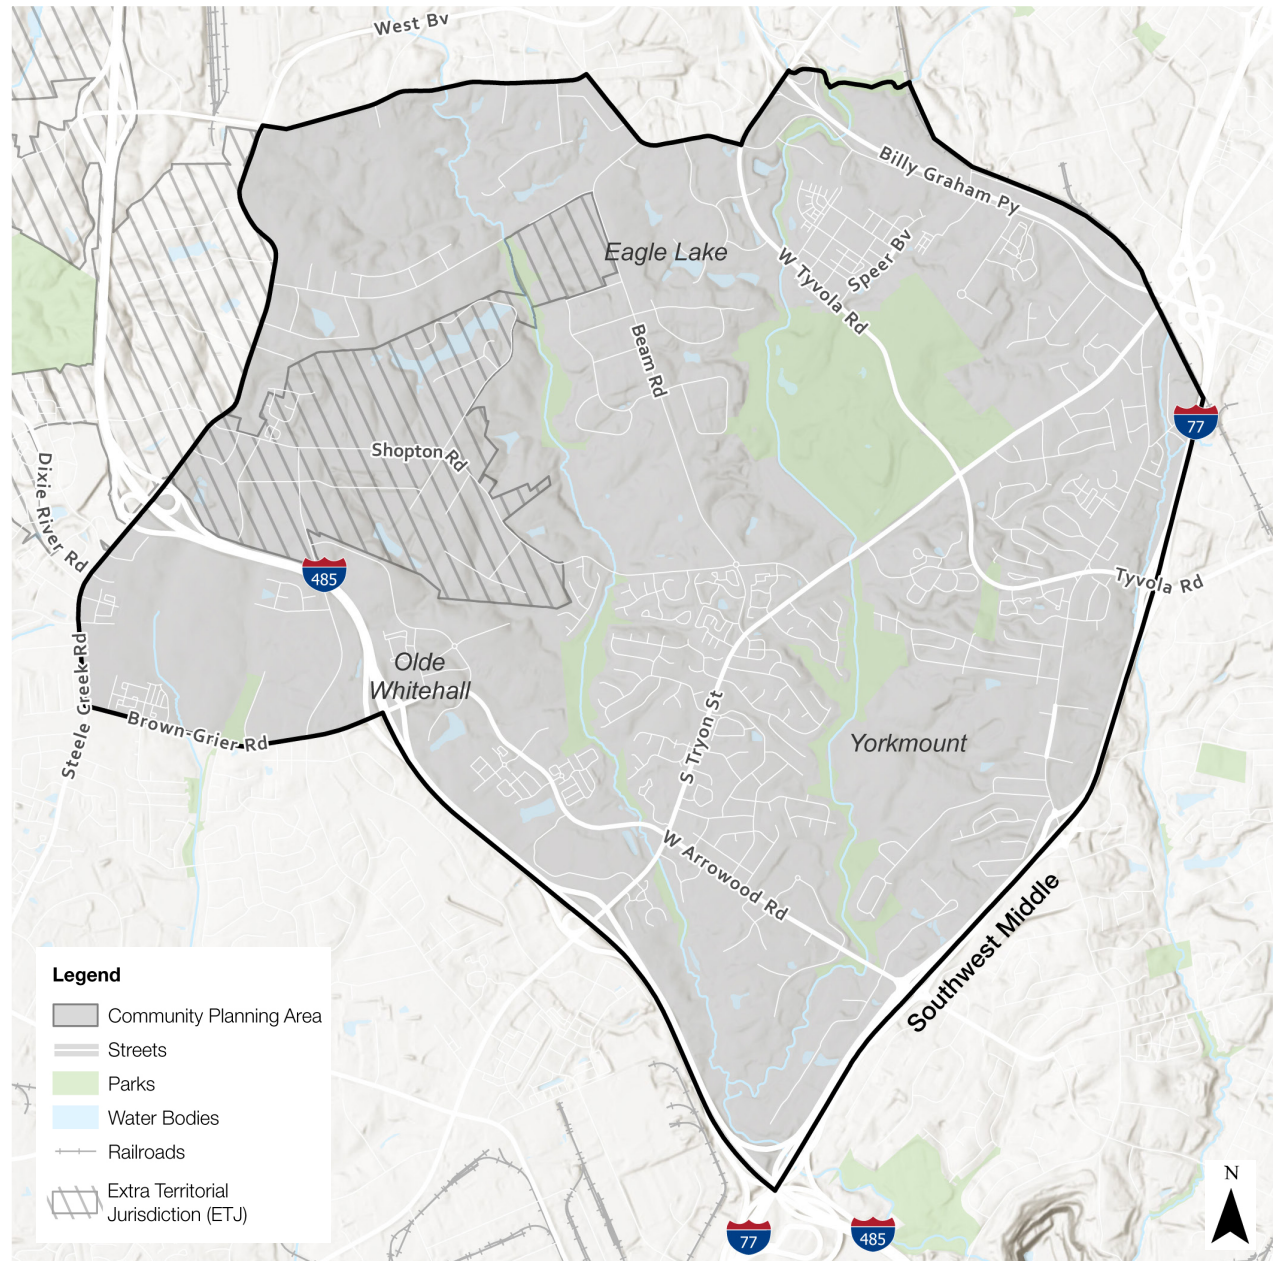 West Bv
Billy Graham Py
Eagle Lake
Speer Bv
W Tyvola Rd
Beam Rd
77
Shopton Rd
Dixie River Rd
485
Tyvola Rd
Olde
Whitehall
Steele Creek Rd
Brown-Grier Rd
S Tryon St
Yorkmount
W Arrowood Rd
Southwest Middle
Legend
Community Planning Area
Streets
Parks
Water Bodies
Railroads
Extra Territorial
Jurisdiction (ETJ)
N
77
485